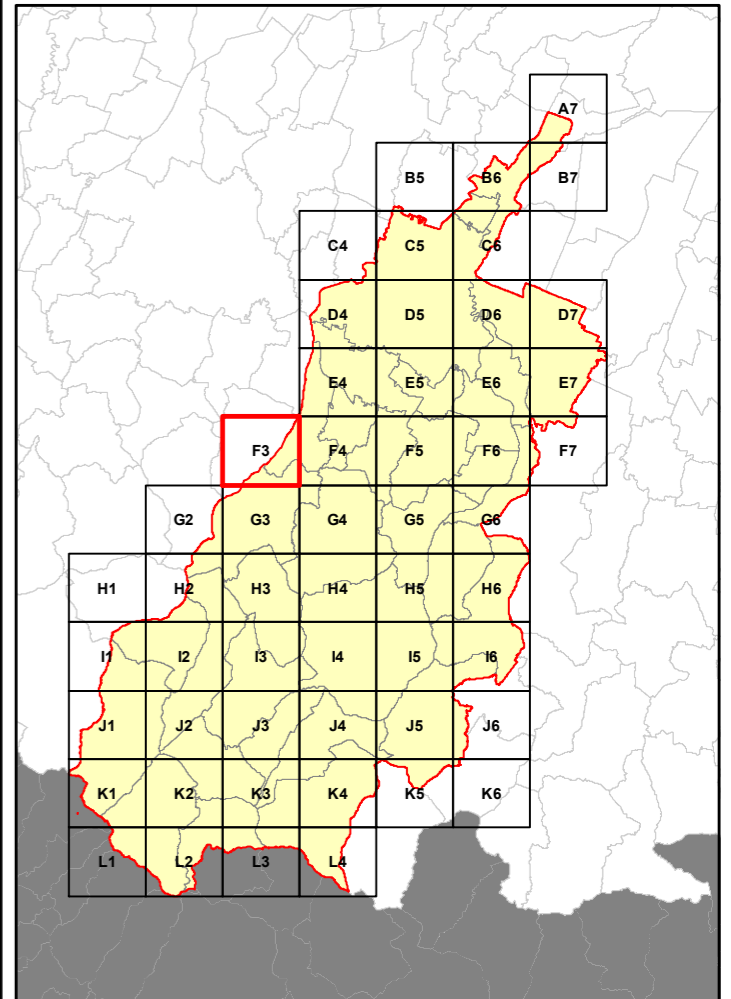 A7
B5 B6 B7
C4 C5 C6
D4 D5 D6 D7
E4 E5 E6 E7
F3 F4 F5 F6 F7
G2 G3 G4 G5 G6
H1 H2 H3 H4 H5 H6
I1 I2 I3 I4 I5 I6
J1 J2 J3 J4 J5 J6
K1 K2 K3 K4 K5 K6
L1 L2 L3 L4